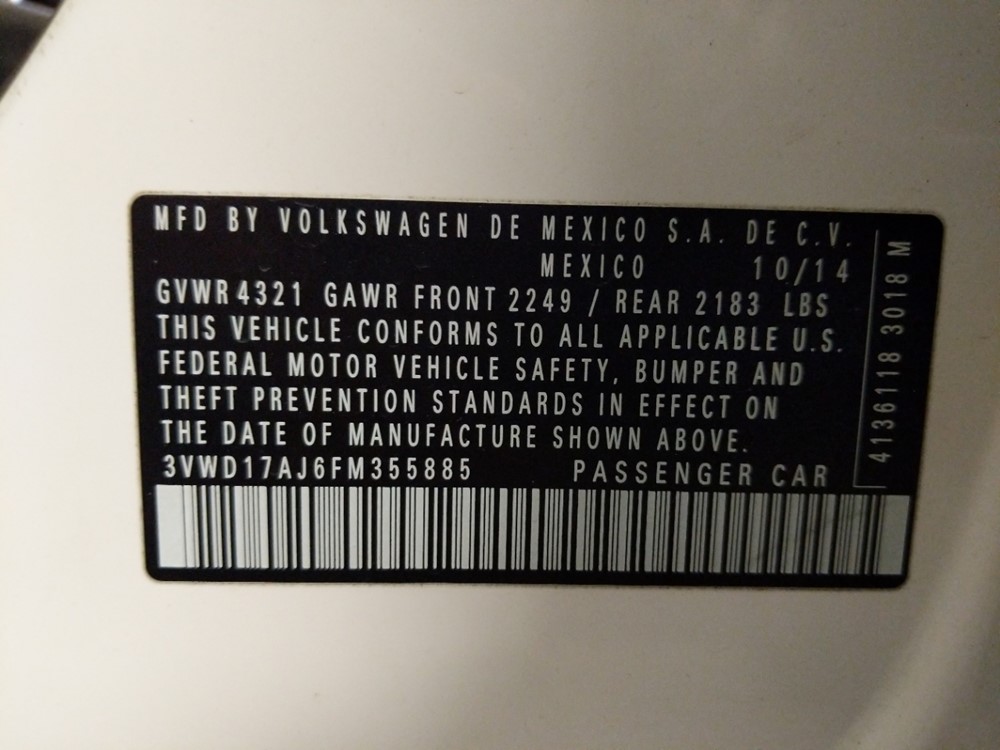 MFD BY VOLKSWAGEN DE MEXICO S.A. DE C.V.
MEXICO 10/14
GVWR 4321 GAWR FRONT 2249 / REAR 2183 LBS
THIS VEHICLE CONFORMS TO ALL APPLICABLE U.S.
FEDERAL MOTOR VEHICLE SAFETY, BUMPER AND
THEFT PREVENTION STANDARDS IN EFFECT ON
THE DATE OF MANUFACTURE SHOWN ABOVE.
3VWD17AJ6FM355885 PASSENGER CAR
41361118 3018 M